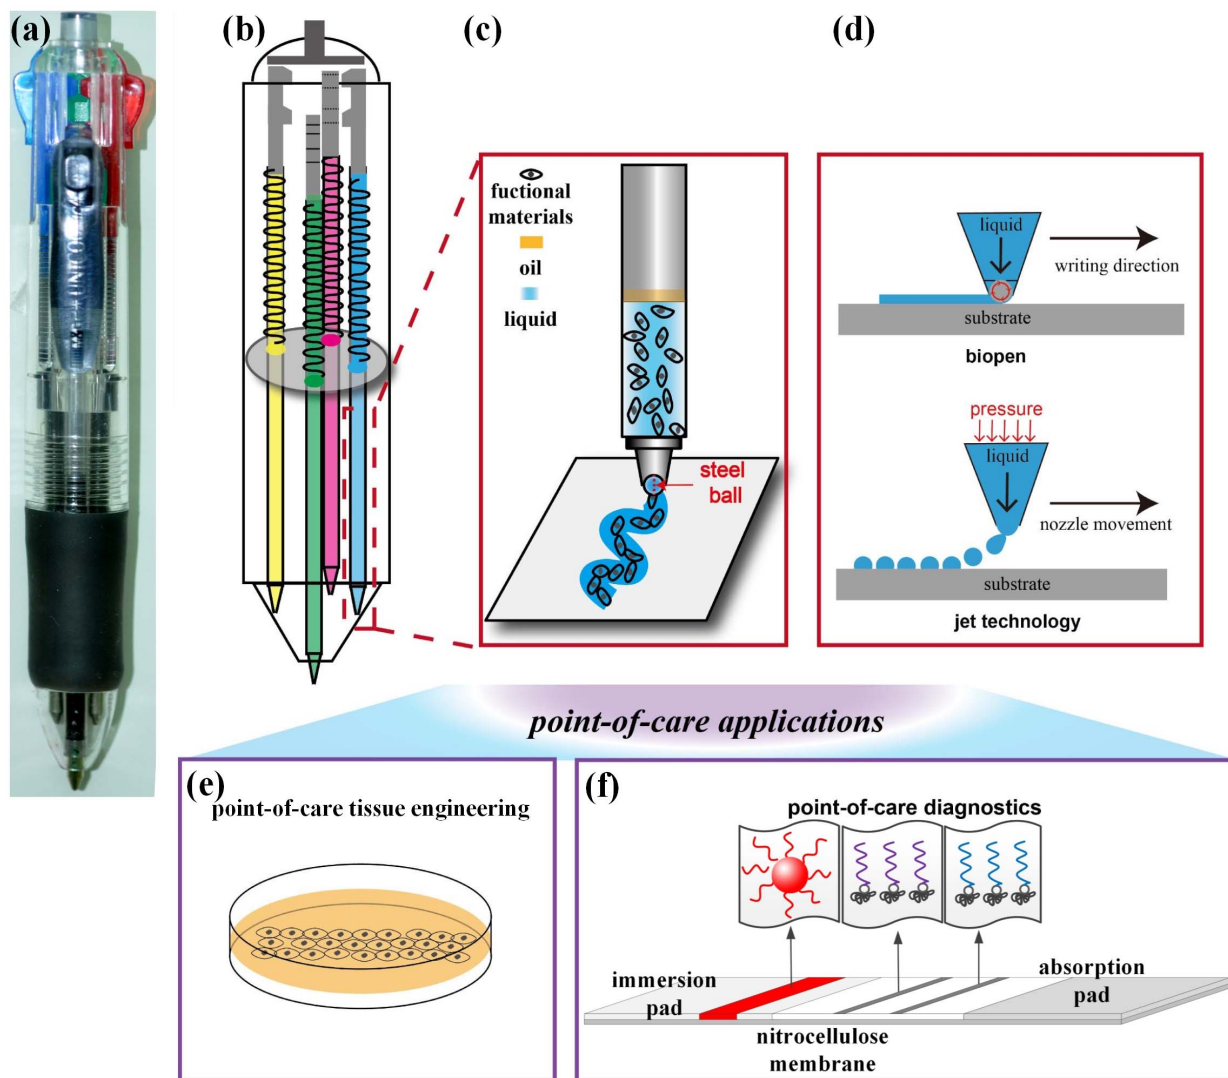 (a)
(b)
(c)
(d)
fuctional
materials
oil
liquid
steel
ball
liquid
writing direction
substrate
biopen
pressure
liquid
nozzle movement
substrate
jet technology
point-of-care applications
(e)
point-of-care tissue engineering
(f)
point-of-care diagnostics
immersion
pad
absorption
pad
nitrocellulose
membrane